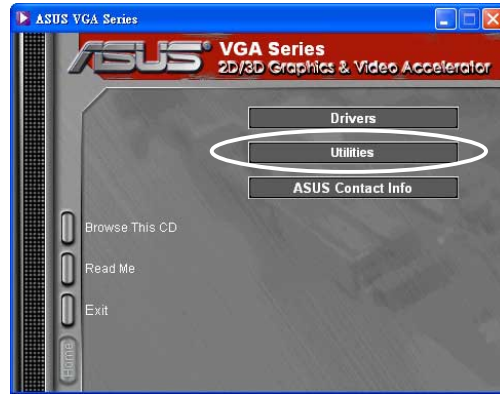 ASUS VGA Series
ASUS® VGA Series
2D/3D Graphics & Video Accelerator
Drivers
Utilities
ASUS Contact Info
Browse This CD
Read Me
Exit
Home